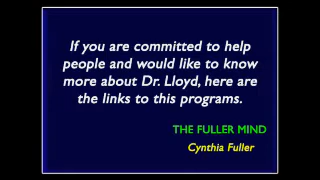 If you are committed to help
people and would like to know
more about Dr. Lloyd, here are
the links to this programs.
THE FULLER MIND
Cynthia Fuller